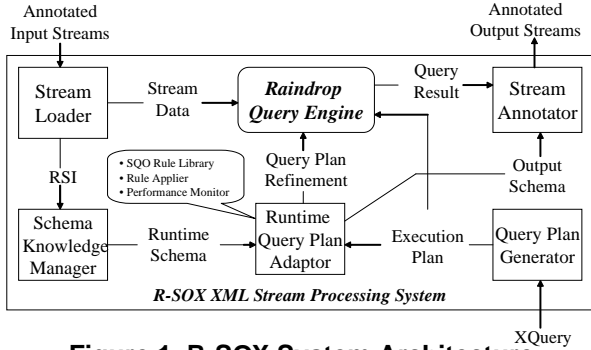 Annotated
Input Streams
Annotated
Output Streams
Stream
Loader
Stream
Data
Raindrop
Query Engine
Query
Result
Stream
Annotator
RSI
• SQO Rule Library
• Rule Applier
• Performance Monitor
Query Plan
Refinement
Output
Schema
Schema
Knowledge
Manager
Runtime
Schema
Runtime
Query Plan
Adaptor
Execution
Plan
Query Plan
Generator
R-SOX XML Stream Processing System
XQuery
Figure 1. R-SOX System Architecture